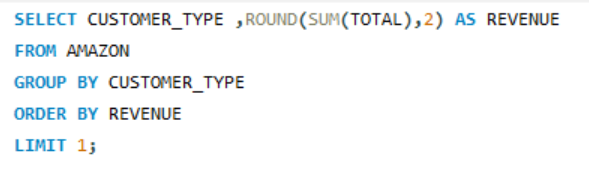 SELECT CUSTOMER_TYPE ,ROUND(SUM(TOTAL),2) AS REVENUE
FROM AMAZON
GROUP BY CUSTOMER_TYPE
ORDER BY REVENUE
LIMIT 1;